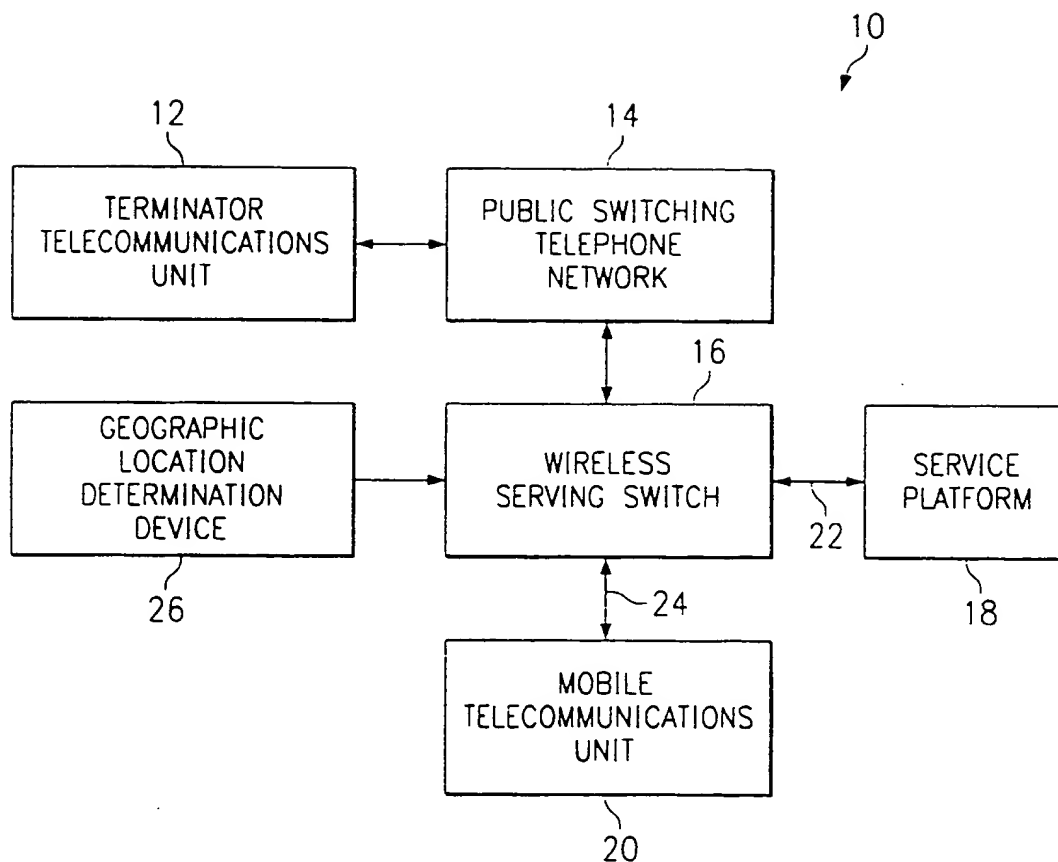 10
12
14
TERMINATOR
TELECOMMUNICATIONS
UNIT
PUBLIC SWITCHING
TELEPHONE
NETWORK
16
GEOGRAPHIC
LOCATION
DETERMINATION
DEVICE
WIRELESS
SERVING SWITCH
SERVICE
PLATFORM
22
26
24
18
MOBILE
TELECOMMUNICATIONS
UNIT
20